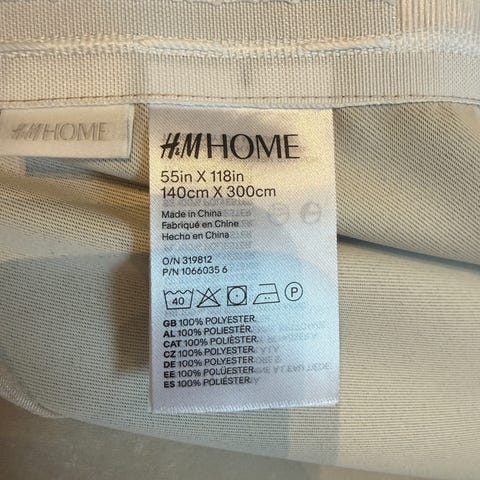 H&M HOME
H&M HOME
55in X 118in
140cm X 300cm
Made in China
Fabriqué en Chine
Hecho en China
O/N 319812
P/N 1066035 6
40 P
GB 100% POLYESTER.
AL 100% POLIESTËR.
CAT 100% POLIÈSTER.
CZ 100% POLYESTER.
DE 100% POLYESTER.
EE 100% POLÜESTER.
ES 100% POLIÉSTER.